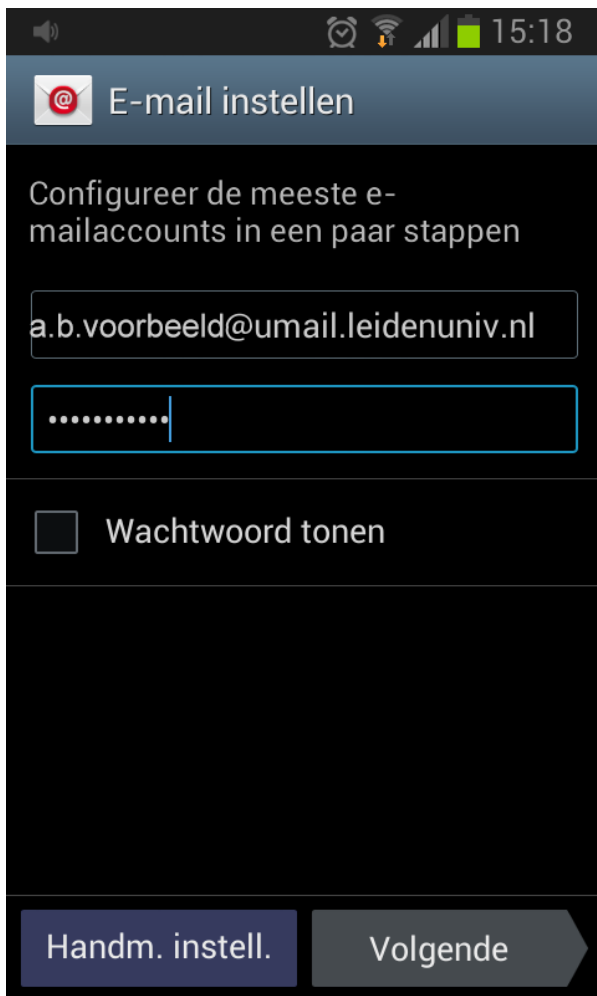 15:18
@ E-mail instellen
Configureer de meeste e-
mailaccounts in een paar stappen
a.b.voorbeeld@umail.leidenuniv.nl
•••••••••••
Wachtwoord tonen
Handm. instell. Volgende